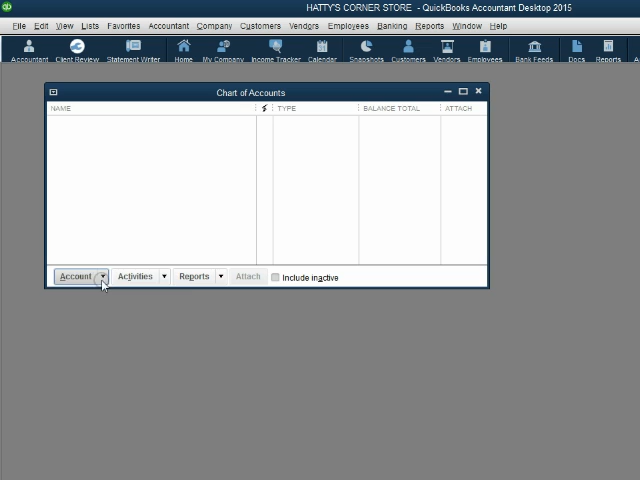 qb HATTY'S CORNER STORE - QuickBooks Accountant Desktop 2015
File Edit View Lists Favorites Accountant Company Customers Vendors Employees Banking Reports Window Help
Accountant Client Review Statement Writer Home My Company Income Tracker Calendar Snapshots Customers Vendors Employees Bank Feeds Docs Reports
Chart of Accounts
NAME TYPE BALANCE TOTAL ATTACH
Account Activities Reports Attach Include inactive